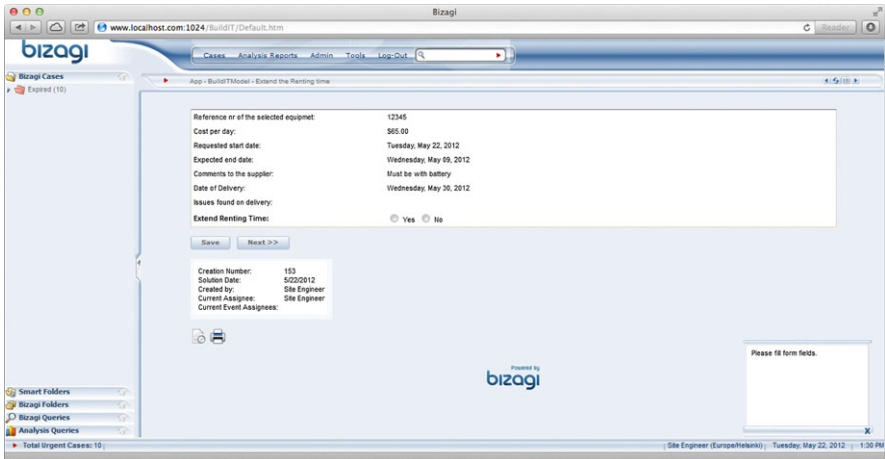 Bizagi
www.localhost.com:1024/BuildIT/Default.htm
Reader
bizagi
Cases Analysis Reports Admin Tools Log-Out
Bizagi Cases
App - BuildITModel - Extend the Renting time
Expired (10)
Reference nr of the selected equipmet: 12345
Cost per day: $65.00
Requested start date: Tuesday, May 22, 2012
Expected end date: Wednesday, May 09, 2012
Comments to the supplier: Must be with battery
Date of Delivery: Wednesday, May 30, 2012
Issues found on delivery:
Extend Renting Time: Yes No
Save Next >>
Creation Number: 153
Solution Date: 5/22/2012
Created by: Site Engineer
Current Assignee: Site Engineer
Current Event Assignees:
Please fill form fields.
Powered by
bizagi
Smart Folders
Bizagi Folders
Bizagi Queries
Analysis Queries
X
Total Urgent Cases: 10
Site Engineer (Europe/Helsinki) Tuesday, May 22, 2012 1:30 PM